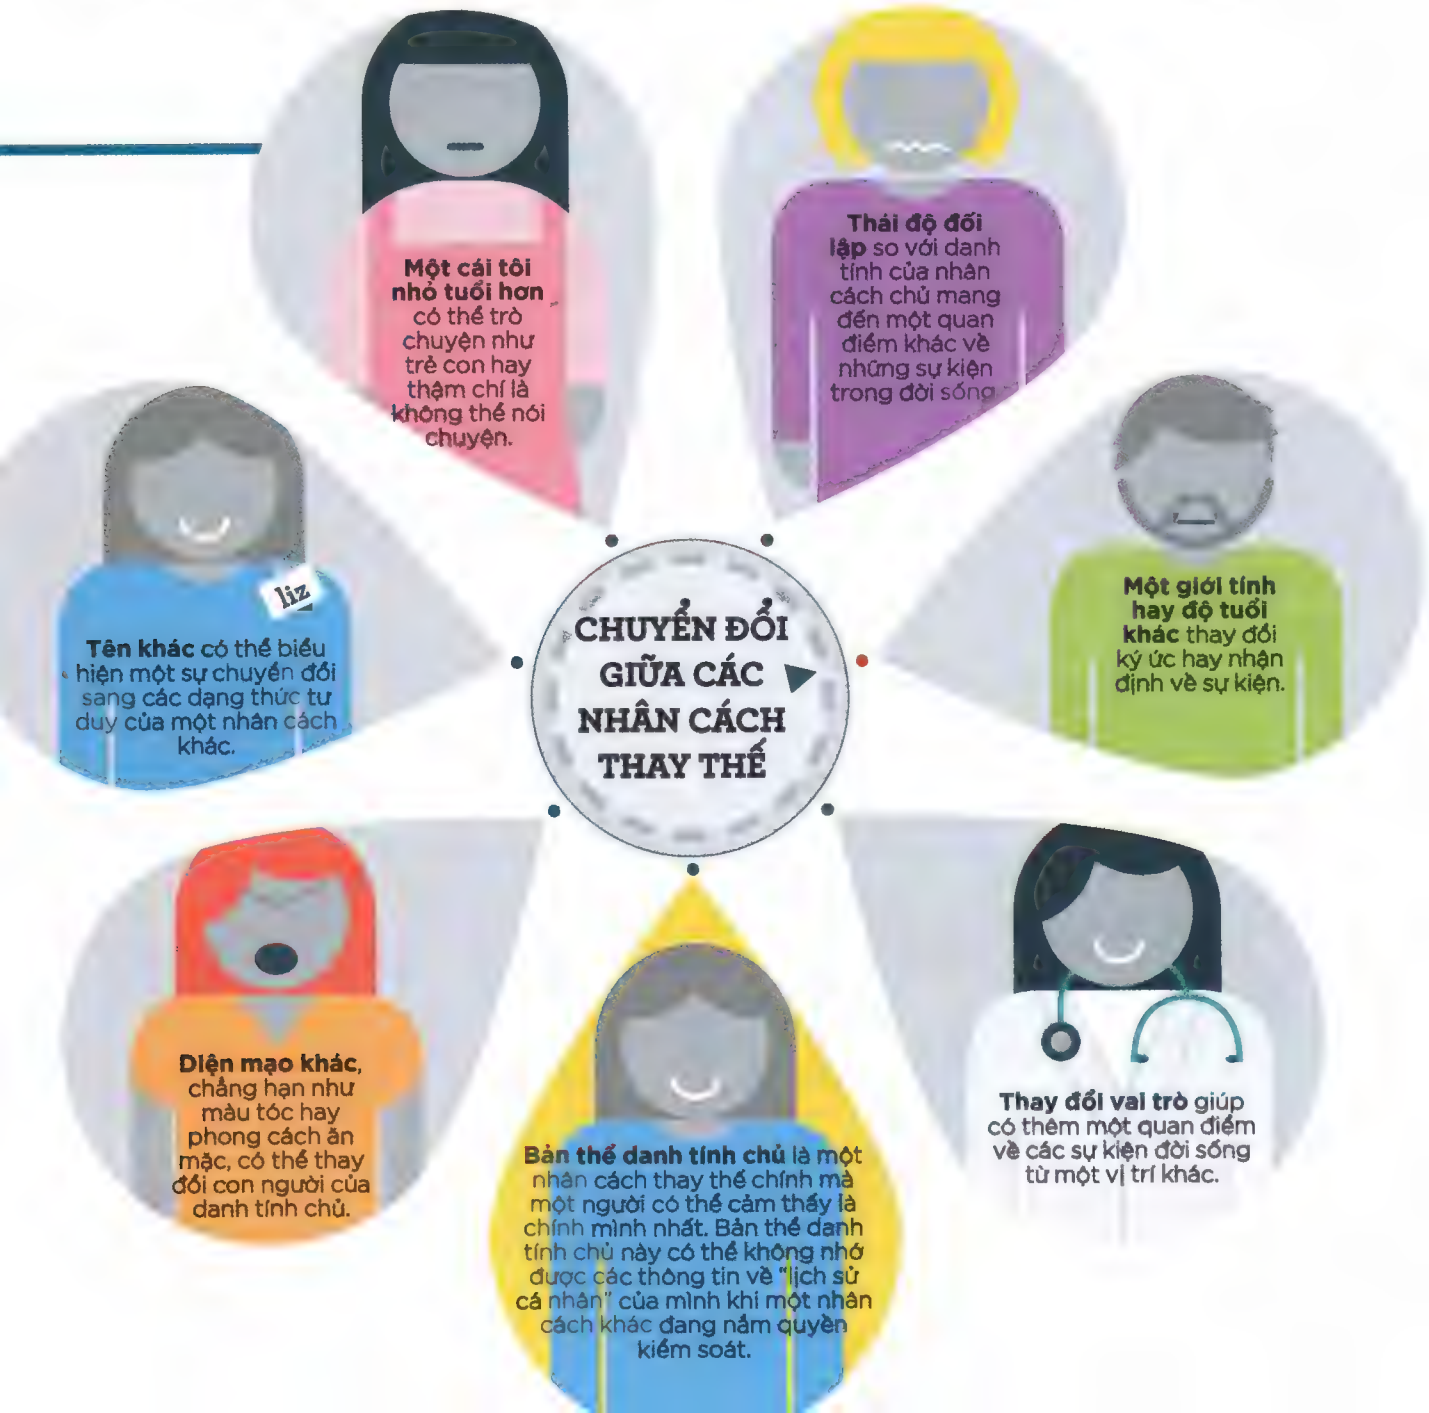 Một cái tôi
nhỏ tuổi hơn
có thể trò
chuyện như
trẻ con hay
thậm chí là
không thể nói
chuyện.
Thái độ đối
lập so với danh
tính của nhân
cách chủ mang
đến một quan
điểm khác về
những sự kiện
trong đời sống
liz
Tên khác có thể biểu
hiện một sự chuyển đổi
sang các dạng thức tư
duy của một nhân cách
khác.
CHUYỂN ĐỔI
GIỮA CÁC
NHÂN CÁCH
THAY THẾ
Một giới tính
hay độ tuổi
khác thay đổi
ký ức hay nhận
định về sự kiện.
Diện mạo khác,
chẳng hạn như
màu tóc hay
phong cách ăn
mặc, có thể thay
đổi con người của
danh tính chủ.
Bản thể danh tính chủ là một
nhân cách thay thế chính mà
một người có thể cảm thấy là
chính mình nhất. Bản thể danh
tính chủ này có thể không nhớ
được các thông tin về "lịch sử
cá nhân" của mình khi một nhân
cách khác đang nắm quyền
kiểm soát.
Thay đổi vai trò giúp
có thêm một quan điểm
về các sự kiện đời sống
từ một vị trí khác.